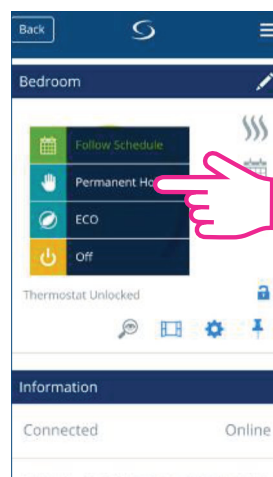 Back
Bedroom
Follow Schedule
Permanent Ho
ECO
Off
Thermostat Unlocked
Information
Connected Online